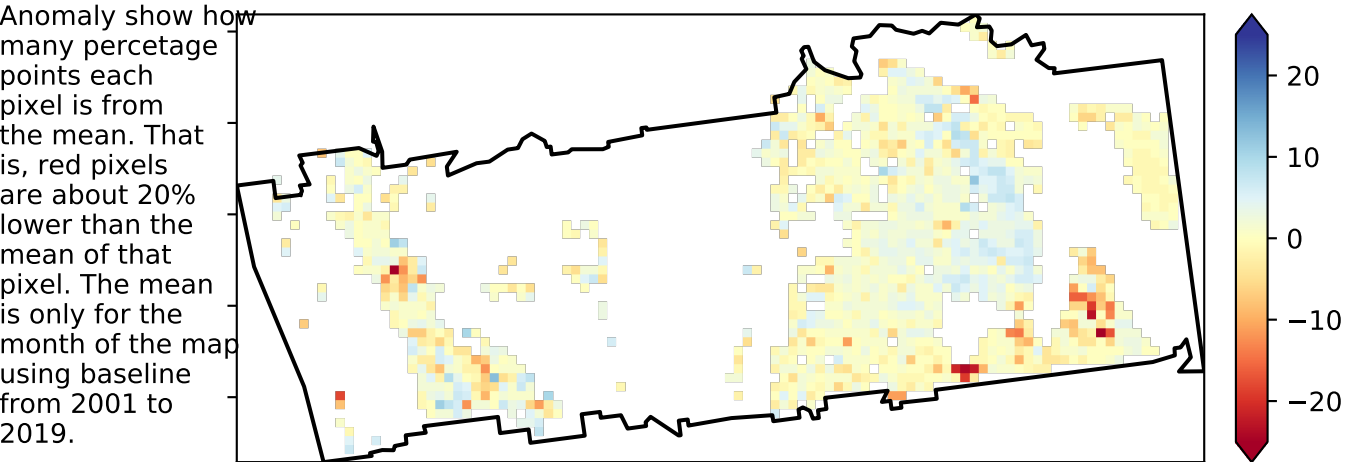 Anomaly show how
many percetage
points each
pixel is from
the mean. That
is, red pixels
are about 20%
lower than the
mean of that
pixel. The mean
is only for the
month of the map
using baseline
from 2001 to
2019.
20
10
0
−10
−20